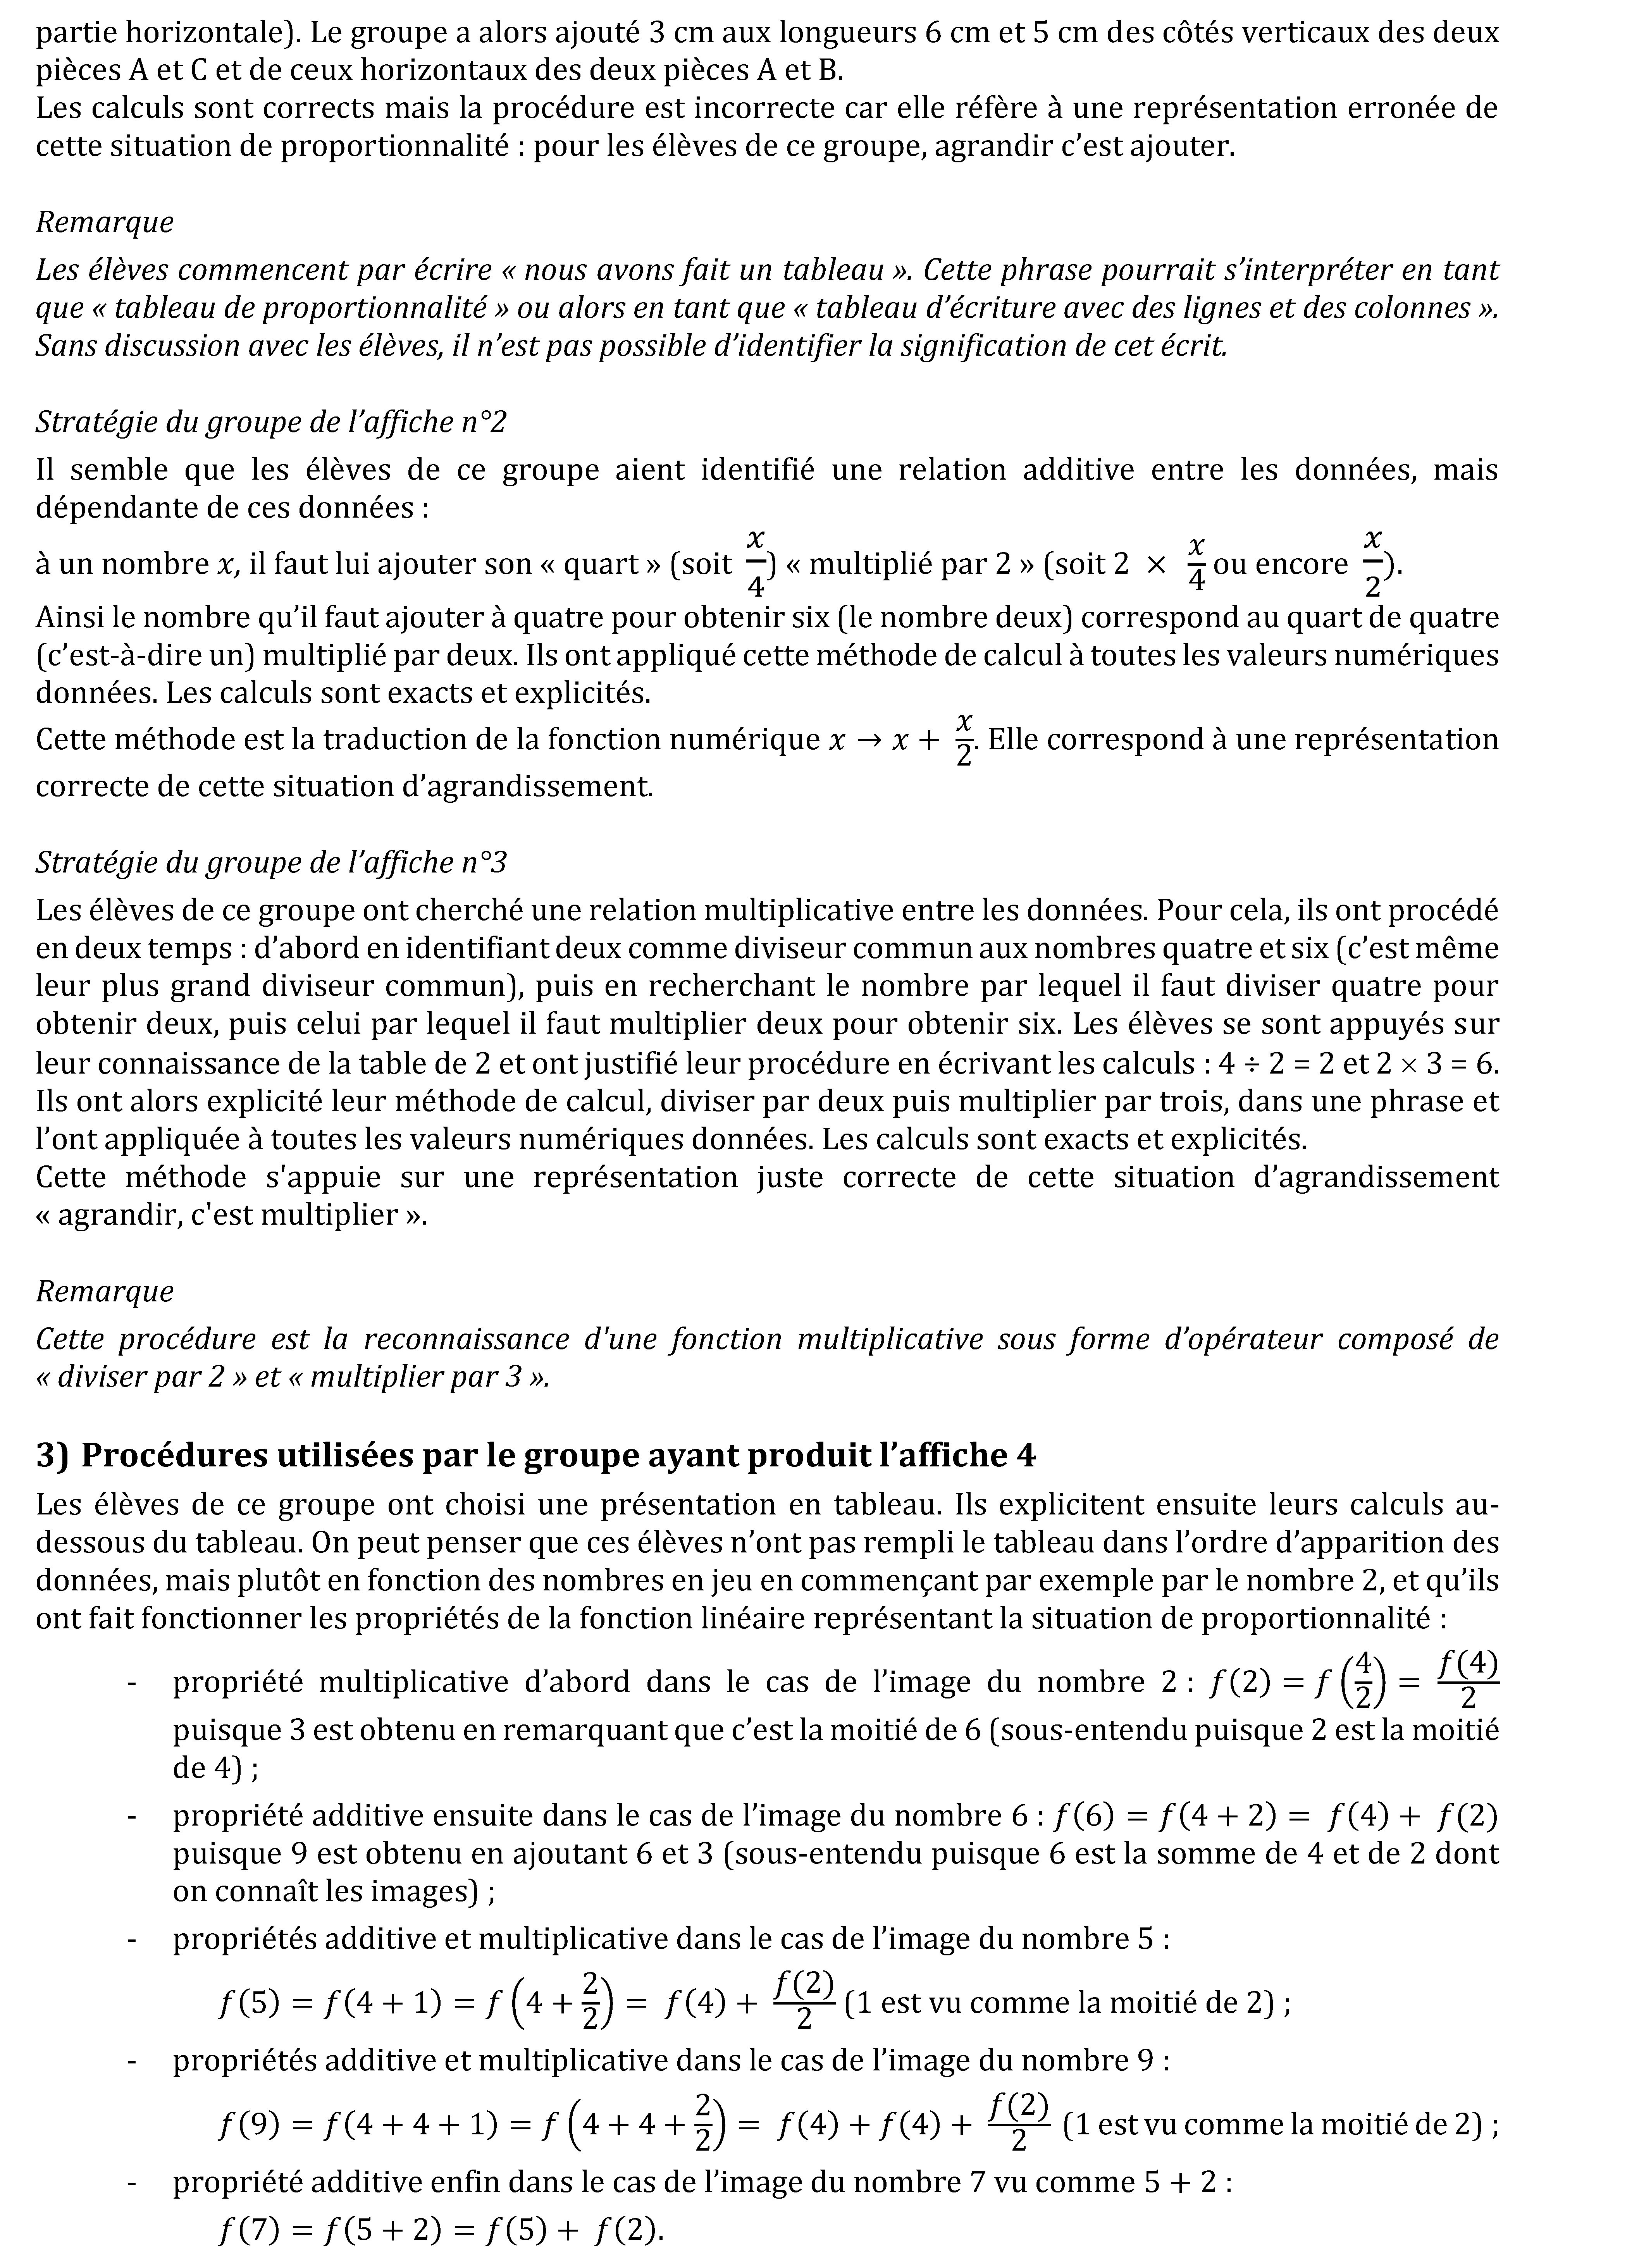 partie horizontale). Le groupe a alors ajouté 3 cm aux longueurs 6 cm et 5 cm des côtés verticaux des deux
pièces A et C et de ceux horizontaux des deux pièces A et B.
Les calculs sont corrects mais la procédure est incorrecte car elle réfère à une représentation erronée de
cette situation de proportionnalité : pour les élèves de ce groupe, agrandir c’est ajouter.
Remarque
Les élèves commencent par écrire « nous avons fait un tableau ». Cette phrase pourrait s’interpréter en tant
que « tableau de proportionnalité » ou alors en tant que « tableau d’écriture avec des lignes et des colonnes ».
Sans discussion avec les élèves, il n’est pas possible d’identifier la signification de cet écrit.
Stratégie du groupe de l’affiche n°2
Il semble que les élèves de ce groupe aient identifié une relation additive entre les données, mais
dépendante de ces données :
à un nombre x, il faut lui ajouter son « quart » (soit x/4) « multiplié par 2 » (soit 2 × x/4 ou encore x/2).
Ainsi le nombre qu’il faut ajouter à quatre pour obtenir six (le nombre deux) correspond au quart de quatre
(c’est-à-dire un) multiplié par deux. Ils ont appliqué cette méthode de calcul à toutes les valeurs numériques
données. Les calculs sont exacts et explicités.
Cette méthode est la traduction de la fonction numérique x → x + x/2. Elle correspond à une représentation
correcte de cette situation d’agrandissement.
Stratégie du groupe de l’affiche n°3
Les élèves de ce groupe ont cherché une relation multiplicative entre les données. Pour cela, ils ont procédé
en deux temps : d’abord en identifiant deux comme diviseur commun aux nombres quatre et six (c’est même
leur plus grand diviseur commun), puis en recherchant le nombre par lequel il faut diviser quatre pour
obtenir deux, puis celui par lequel il faut multiplier deux pour obtenir six. Les élèves se sont appuyés sur
leur connaissance de la table de 2 et ont justifié leur procédure en écrivant les calculs : 4 ÷ 2 = 2 et 2 × 3 = 6.
Ils ont alors explicité leur méthode de calcul, diviser par deux puis multiplier par trois, dans une phrase et
l’ont appliquée à toutes les valeurs numériques données. Les calculs sont exacts et explicités.
Cette méthode s'appuie sur une représentation juste correcte de cette situation d’agrandissement
« agrandir, c'est multiplier ».
Remarque
Cette procédure est la reconnaissance d'une fonction multiplicative sous forme d’opérateur composé de
« diviser par 2 » et « multiplier par 3 ».
3) Procédures utilisées par le groupe ayant produit l’affiche 4
Les élèves de ce groupe ont choisi une présentation en tableau. Ils explicitent ensuite leurs calculs au-
dessous du tableau. On peut penser que ces élèves n’ont pas rempli le tableau dans l’ordre d’apparition des
données, mais plutôt en fonction des nombres en jeu en commençant par exemple par le nombre 2, et qu’ils
ont fait fonctionner les propriétés de la fonction linéaire représentant la situation de proportionnalité :
- propriété multiplicative d’abord dans le cas de l’image du nombre 2 : f(2) = f(4/2) = f(4)/2
puisque 3 est obtenu en remarquant que c’est la moitié de 6 (sous-entendu puisque 2 est la moitié
de 4) ;
- propriété additive ensuite dans le cas de l’image du nombre 6 : f(6) = f(4 + 2) = f(4) + f(2)
puisque 9 est obtenu en ajoutant 6 et 3 (sous-entendu puisque 6 est la somme de 4 et de 2 dont
on connaît les images) ;
- propriétés additive et multiplicative dans le cas de l’image du nombre 5 :
f(5) = f(4 + 1) = f(4 + 2/2) = f(4) + f(2)/2 (1 est vu comme la moitié de 2) ;
- propriétés additive et multiplicative dans le cas de l’image du nombre 9 :
f(9) = f(4 + 4 + 1) = f(4 + 4 + 2/2) = f(4) + f(4) + f(2)/2 (1 est vu comme la moitié de 2) ;
- propriété additive enfin dans le cas de l’image du nombre 7 vu comme 5 + 2 :
f(7) = f(5 + 2) = f(5) + f(2).